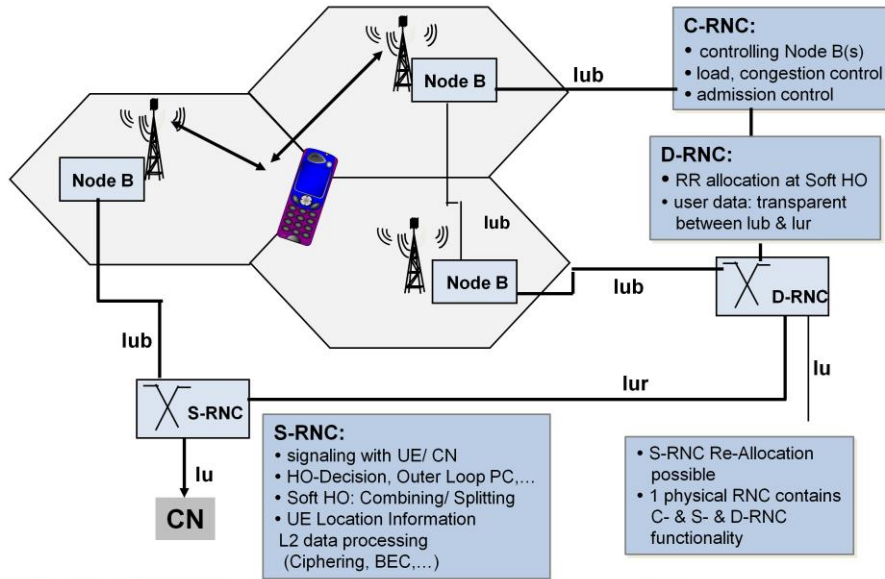 C-RNC:
• controlling Node B(s)
• load, congestion control
• admission control
Node B
Iub
D-RNC:
• RR allocation at Soft HO
• user data: transparent
between Iub & Iur
Node B
Iub
Node B
Iub
D-RNC
Iub
Iur
Iu
S-RNC
Iu
CN
S-RNC:
• signaling with UE/ CN
• HO-Decision, Outer Loop PC,...
• Soft HO: Combining/ Splitting
• UE Location Information
L2 data processing
(Ciphering, BEC,...)
• S-RNC Re-Allocation
possible
• 1 physical RNC contains
C- & S- & D-RNC
functionality